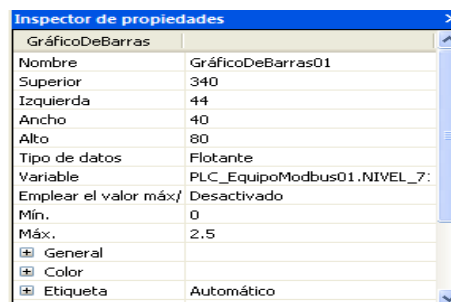 Inspector de propiedades
GráficoDeBarras
Nombre GráficoDeBarras01
Superior 340
Izquierda 44
Ancho 40
Alto 80
Tipo de datos Flotante
Variable PLC_EquipoModbus01.NIVEL_7:
Emplear el valor máx/ Desactivado
Mín. 0
Máx. 2.5
General
Color
Etiqueta Automático